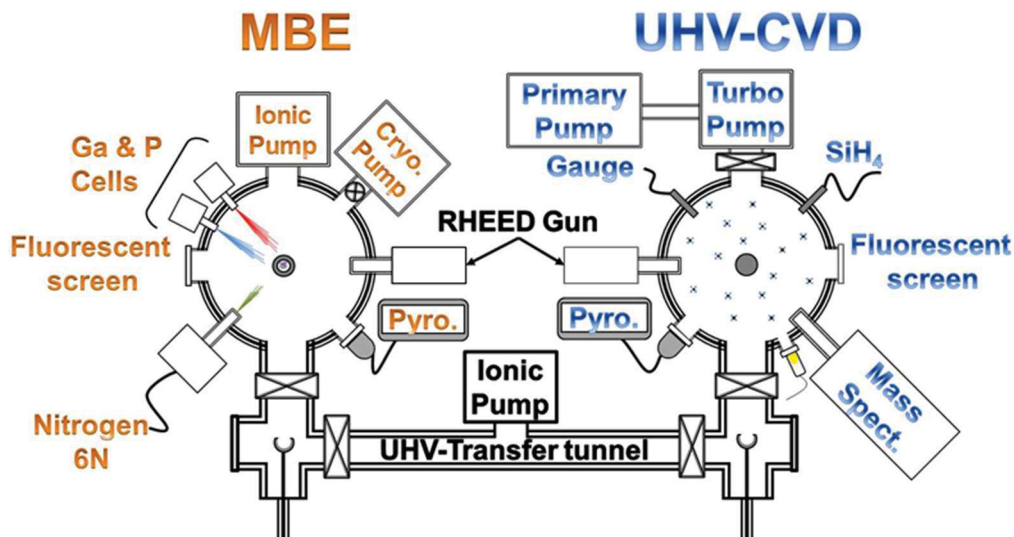 MBE
UHV-CVD
Ionic
Pump
Cryo.
Pump
Ga & P
Cells
Fluorescent
screen
Nitrogen
6N
Pyro.
RHEED Gun
Primary
Pump
Turbo
Pump
Gauge
SiH₄
Fluorescent
screen
Pyro.
Mass
Spect.
Ionic
Pump
UHV-Transfer tunnel